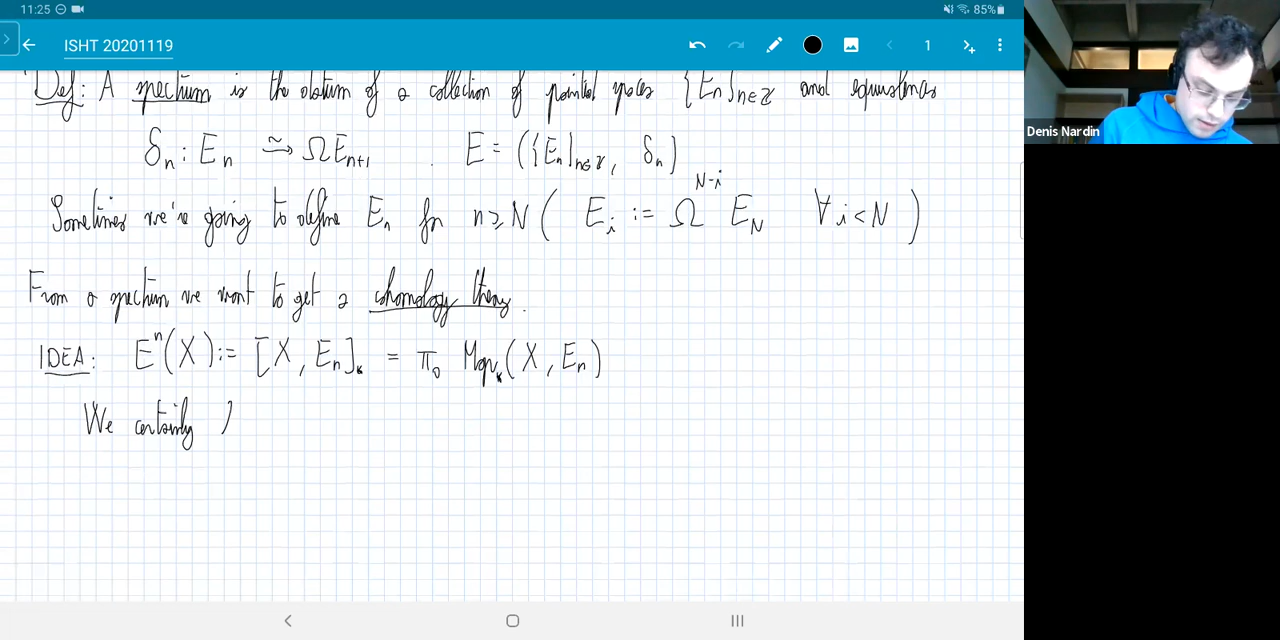 11:25
85%
ISHT 20201119
1
Def: A spectrum is the datum of a collection of pointed spaces {En}n∈ℤ and equivalences
δn : En ≃→ ΩEn+1 . E = ({En}n∈ℤ, δn)
Sometimes we're going to define En for n ≥ N ( Ei := Ω^{N-i} EN ∀ i < N )
From a spectrum we want to get a cohomology theory.
IDEA: E^n(X) := [X, En]* = π0 Map*(X, En)
We certainly
Denis Nardin